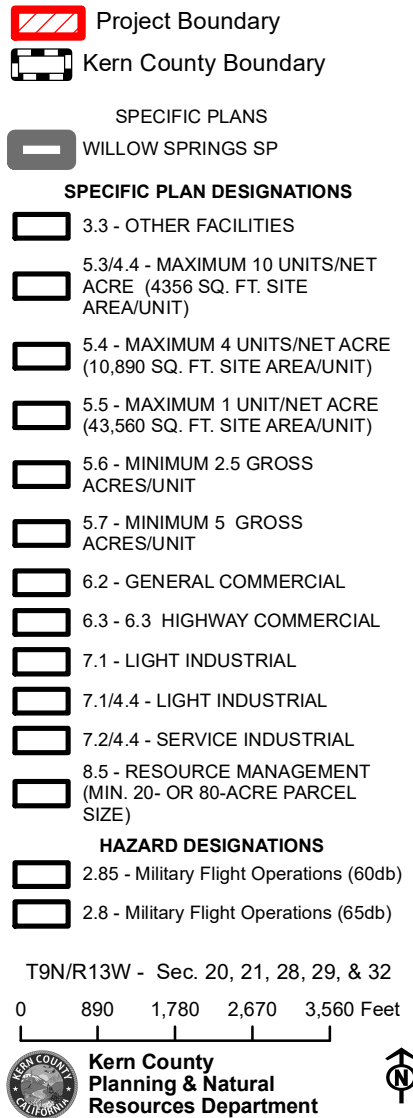 Project Boundary
Kern County Boundary
SPECIFIC PLANS
WILLOW SPRINGS SP
SPECIFIC PLAN DESIGNATIONS
3.3 - OTHER FACILITIES
5.3/4.4 - MAXIMUM 10 UNITS/NET
ACRE (4356 SQ. FT. SITE
AREA/UNIT)
5.4 - MAXIMUM 4 UNITS/NET ACRE
(10,890 SQ. FT. SITE AREA/UNIT)
5.5 - MAXIMUM 1 UNIT/NET ACRE
(43,560 SQ. FT. SITE AREA/UNIT)
5.6 - MINIMUM 2.5 GROSS
ACRES/UNIT
5.7 - MINIMUM 5 GROSS
ACRES/UNIT
6.2 - GENERAL COMMERCIAL
6.3 - 6.3 HIGHWAY COMMERCIAL
7.1 - LIGHT INDUSTRIAL
7.1/4.4 - LIGHT INDUSTRIAL
7.2/4.4 - SERVICE INDUSTRIAL
8.5 - RESOURCE MANAGEMENT
(MIN. 20- OR 80-ACRE PARCEL
SIZE)
HAZARD DESIGNATIONS
2.85 - Military Flight Operations (60db)
2.8 - Military Flight Operations (65db)
T9N/R13W - Sec. 20, 21, 28, 29, & 32
0 890 1,780 2,670 3,560 Feet
KERN COUNTY
CALIFORNIA
Kern County
Planning & Natural
Resources Department
N